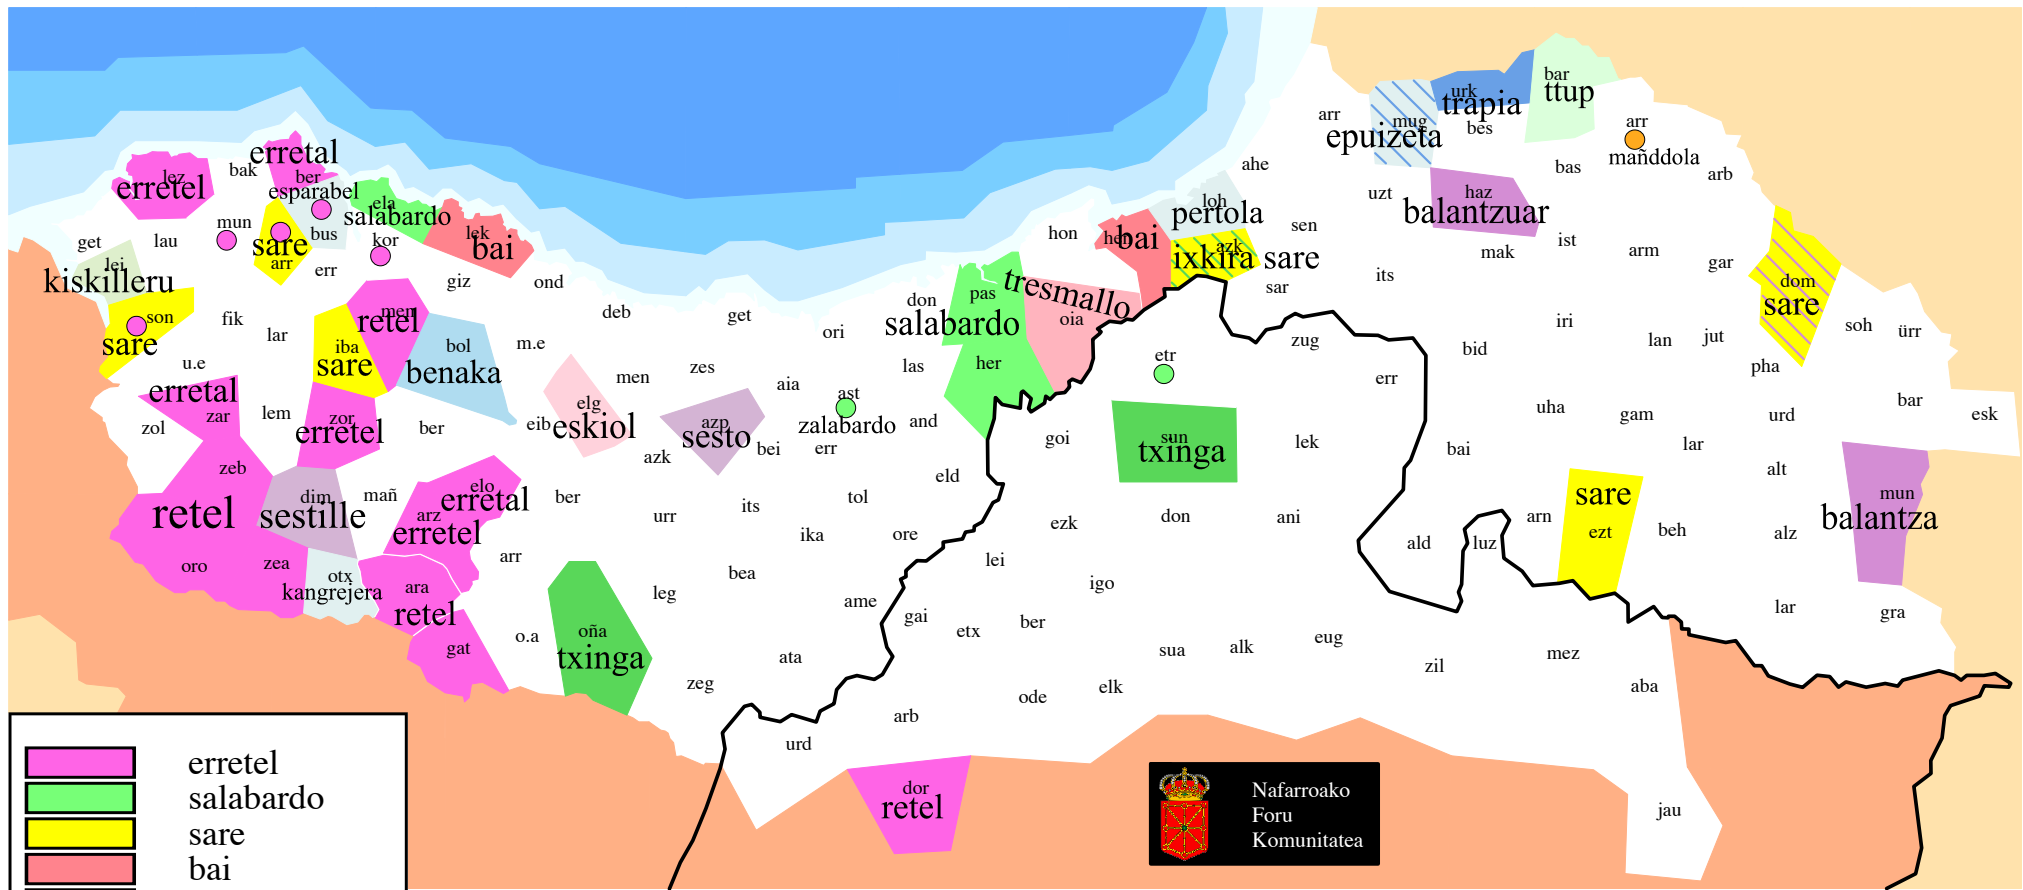 bar
ttup
urk
trapia
arr
mug
epuizeta
bes
arr
mañddola
erretal
lez
erretel
bak
ber
esparabel
ahe
bas
arb
ela
salabardo
loh
pertola
uzt
haz
balantzuar
get
lau
mun
sare
arr
bus
kor
lek
bai
hon
hen
bai
azk
ixkira
sare
sen
mak
ist
arm
gar
lei
kiskilleru
err
giz
ond
don
pas
tresmallo
oia
sar
its
dom
sare
son
sare
fik
lar
men
retel
deb
get
ori
salabardo
iri
soh
ürr
u.e
iba
sare
bol
benaka
m.e
zes
las
her
etr
zug
bid
lan
jut
erretal
zar
men
aia
ast
zalabardo
err
pha
zol
lem
zor
erretel
ber
eib
elg
eskiol
azp
sesto
bei
err
and
goi
sun
txinga
lek
uha
gam
urd
bar
esk
zeb
azk
eld
bai
lar
alt
retel
dim
sestille
mañ
elo
erretal
arz
erretel
ber
urr
its
tol
ezk
don
ani
arn
sare
ezt
beh
mun
balantza
alz
oro
zea
otx
kangrejera
ara
retel
arr
ika
ore
lei
ald
luz
leg
bea
ame
igo
gai
etx
ber
lar
gra
gat
o.a
oña
txinga
ata
sua
alk
eug
zil
mez
zeg
ode
elk
aba
arb
urd
dor
retel
jau
erretel
salabardo
sare
bai
Nafarroako
Foru
Komunitatea